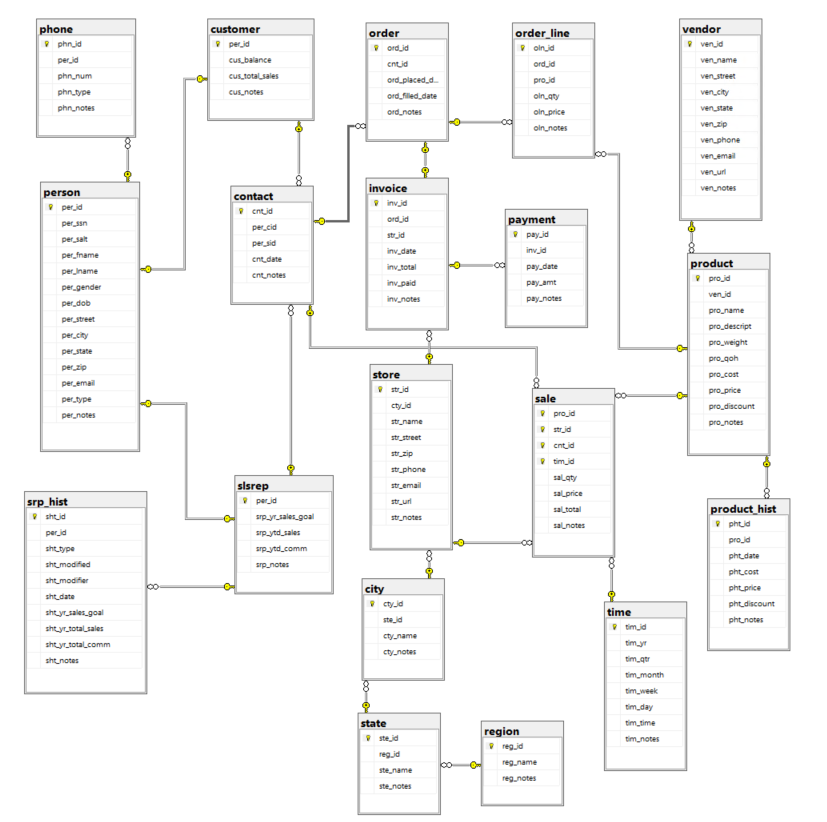 phone
phn_id
per_id
phn_num
phn_type
phn_notes
customer
per_id
cus_balance
cus_total_sales
cus_notes
order
ord_id
cnt_id
ord_placed_d...
ord_filled_date
ord_notes
order_line
oln_id
ord_id
pro_id
oln_qty
oln_price
oln_notes
vendor
ven_id
ven_name
ven_street
ven_city
ven_state
ven_zip
ven_phone
ven_email
ven_url
ven_notes
person
per_id
per_ssn
per_salt
per_fname
per_lname
per_gender
per_dob
per_street
per_city
per_state
per_zip
per_email
per_type
per_notes
contact
cnt_id
per_cid
per_sid
cnt_date
cnt_notes
invoice
inv_id
ord_id
str_id
inv_date
inv_total
inv_paid
inv_notes
payment
pay_id
inv_id
pay_date
pay_amt
pay_notes
product
pro_id
ven_id
pro_name
pro_descript
pro_weight
pro_qoh
pro_cost
pro_price
pro_discount
pro_notes
store
str_id
cty_id
str_name
str_street
str_zip
str_phone
str_email
str_url
str_notes
sale
pro_id
str_id
cnt_id
tim_id
sal_qty
sal_price
sal_total
sal_notes
srp_hist
sht_id
per_id
sht_type
sht_modified
sht_modifier
sht_date
sht_yr_sales_goal
sht_yr_total_sales
sht_yr_total_comm
sht_notes
slsrep
per_id
srp_yr_sales_goal
srp_ytd_sales
srp_ytd_comm
srp_notes
product_hist
pht_id
pro_id
pht_date
pht_cost
pht_price
pht_discount
pht_notes
city
cty_id
ste_id
cty_name
cty_notes
time
tim_id
tim_yr
tim_qtr
tim_month
tim_week
tim_day
tim_time
tim_notes
state
ste_id
reg_id
ste_name
ste_notes
region
reg_id
reg_name
reg_notes